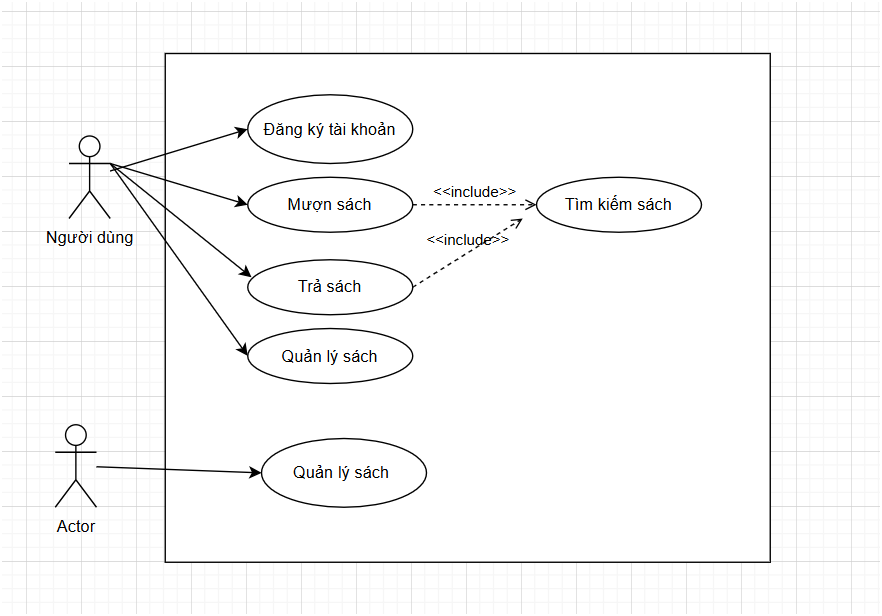 Đăng ký tài khoản
<<include>>
Mượn sách
Tìm kiếm sách
Người dùng
<<include>>
Trả sách
Quản lý sách
Quản lý sách
Actor